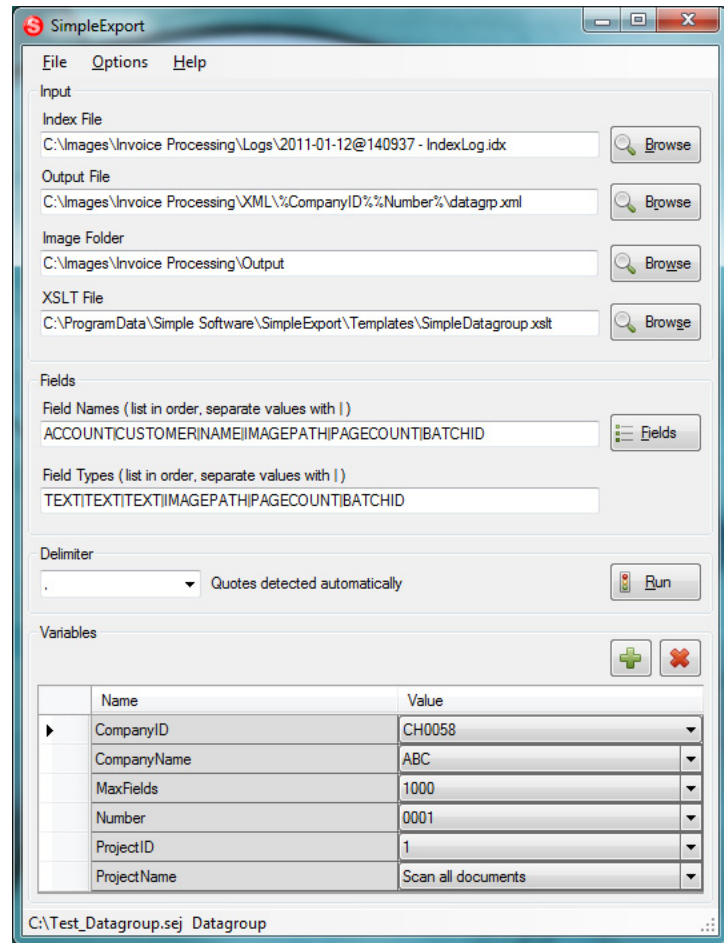 SimpleExport
File Options Help
Input
Index File
C:\Images\Invoice Processing\Logs\2011-01-12@140937 - IndexLog.idx
Browse
Output File
C:\Images\Invoice Processing\XML\%CompanyID%%Number%\datagrp.xml
Browse
Image Folder
C:\Images\Invoice Processing\Output
Browse
XSLT File
C:\ProgramData\Simple Software\SimpleExport\Templates\SimpleDatagroup.xslt
Browse
Fields
Field Names (list in order, separate values with | )
ACCOUNT|CUSTOMER|NAME|IMAGEPATH|PAGECOUNT|BATCHID
Fields
Field Types (list in order, separate values with | )
TEXT|TEXT|TEXT|IMAGEPATH|PAGECOUNT|BATCHID
Delimiter
, Quotes detected automatically
Run
Variables
Name Value
CompanyID CH0058
CompanyName ABC
MaxFields 1000
Number 0001
ProjectID 1
ProjectName Scan all documents
C:\Test_Datagroup.sej Datagroup